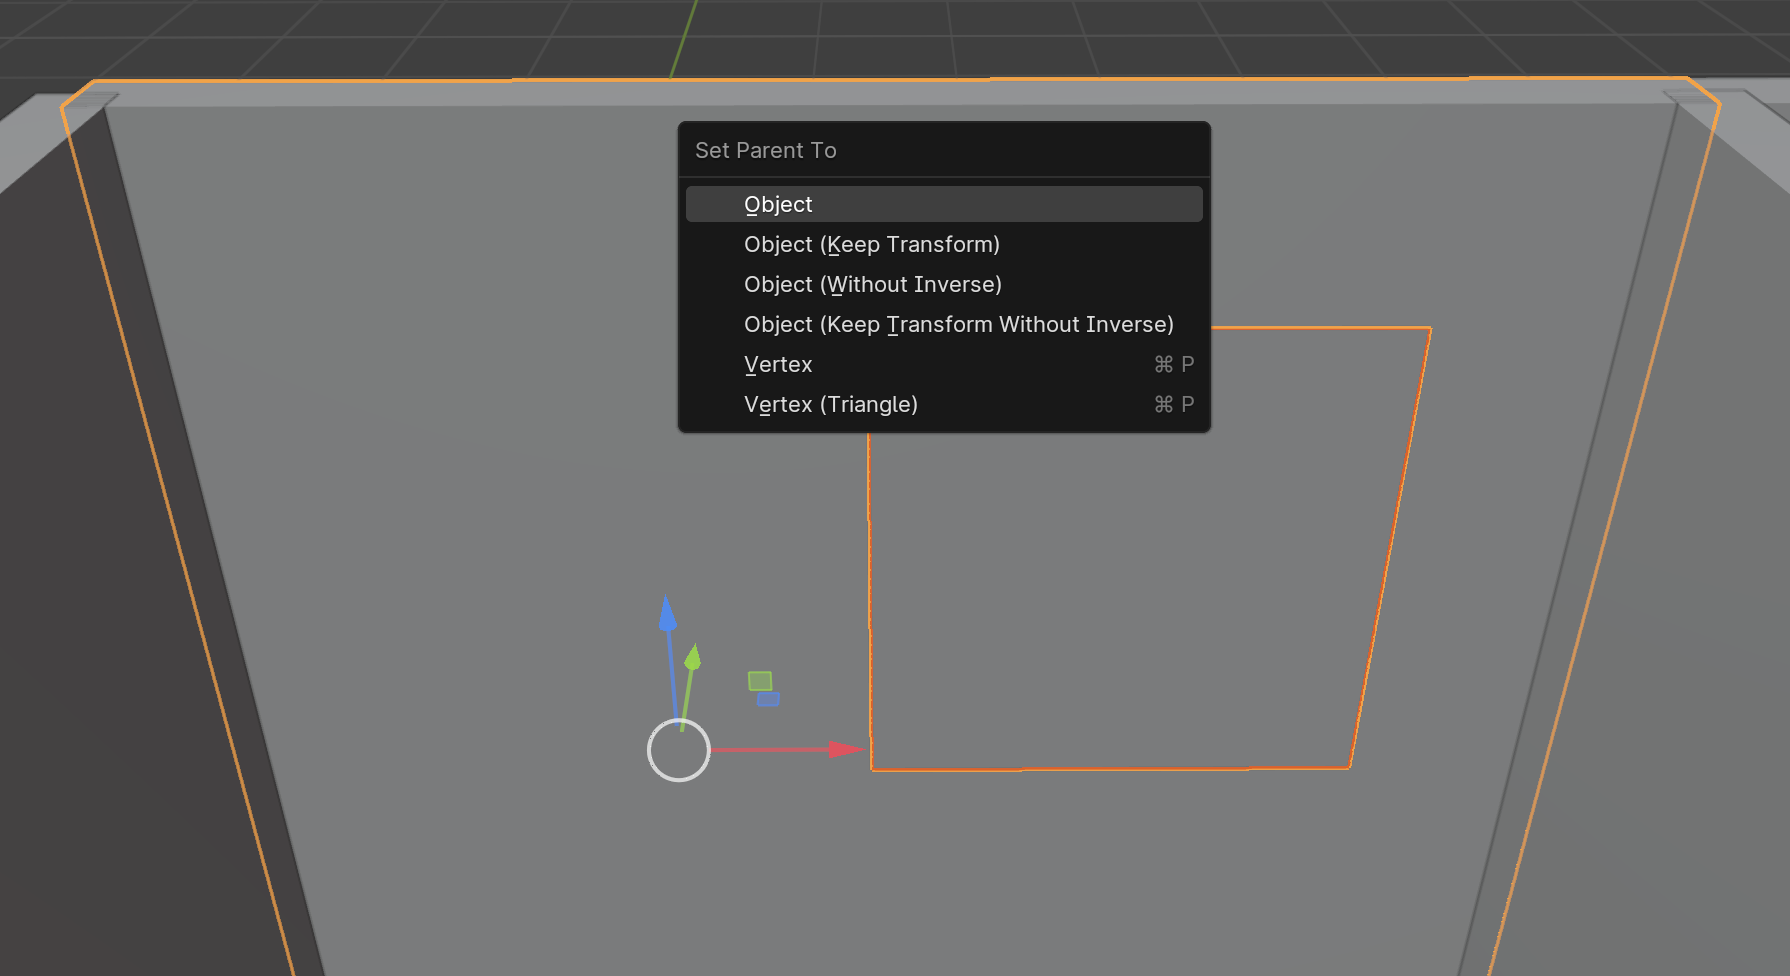 Set Parent To
Object
Object (Keep Transform)
Object (Without Inverse)
Object (Keep Transform Without Inverse)
Vertex ⌘ P
Vertex (Triangle) ⌘ P